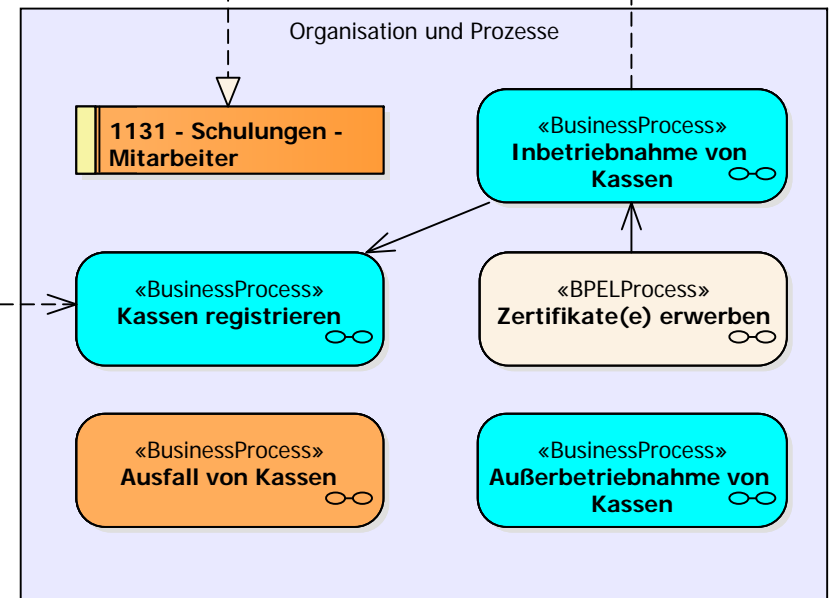 Organisation und Prozesse
1131 - Schulungen -
Mitarbeiter
«BusinessProcess»
Inbetriebnahme von
Kassen
«BusinessProcess»
Kassen registrieren
«BPELProcess»
Zertifikate(e) erwerben
«BusinessProcess»
Ausfall von Kassen
«BusinessProcess»
Außerbetriebnahme von
Kassen